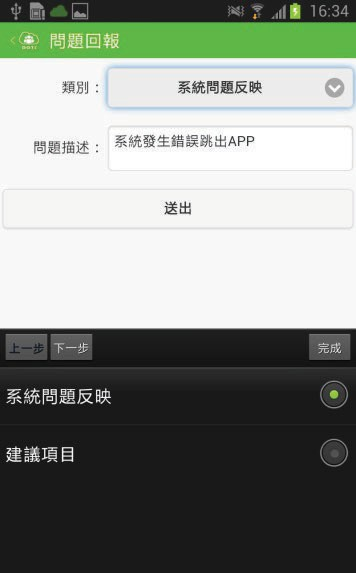 16:34
問題回報
類別：
系統問題反映
問題描述：
系統發生錯誤跳出APP
送出
上一步
下一步
完成
系統問題反映
建議項目